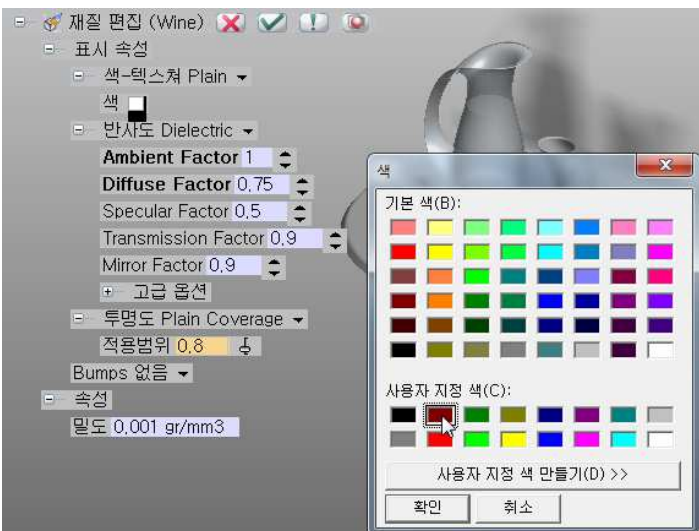 재질 편집 (Wine)
표시 속성
색-텍스쳐 Plain
색
반사도 Dielectric
Ambient Factor 1
Diffuse Factor 0,75
Specular Factor 0,5
Transmission Factor 0,9
Mirror Factor 0,9
고급 옵션
투명도 Plain Coverage
적용범위 0,8
Bumps 없음
속성
밀도 0,001 gr/mm3
색
기본 색(B):
사용자 지정 색(C):
사용자 지정 색 만들기(D) >>
확인 취소